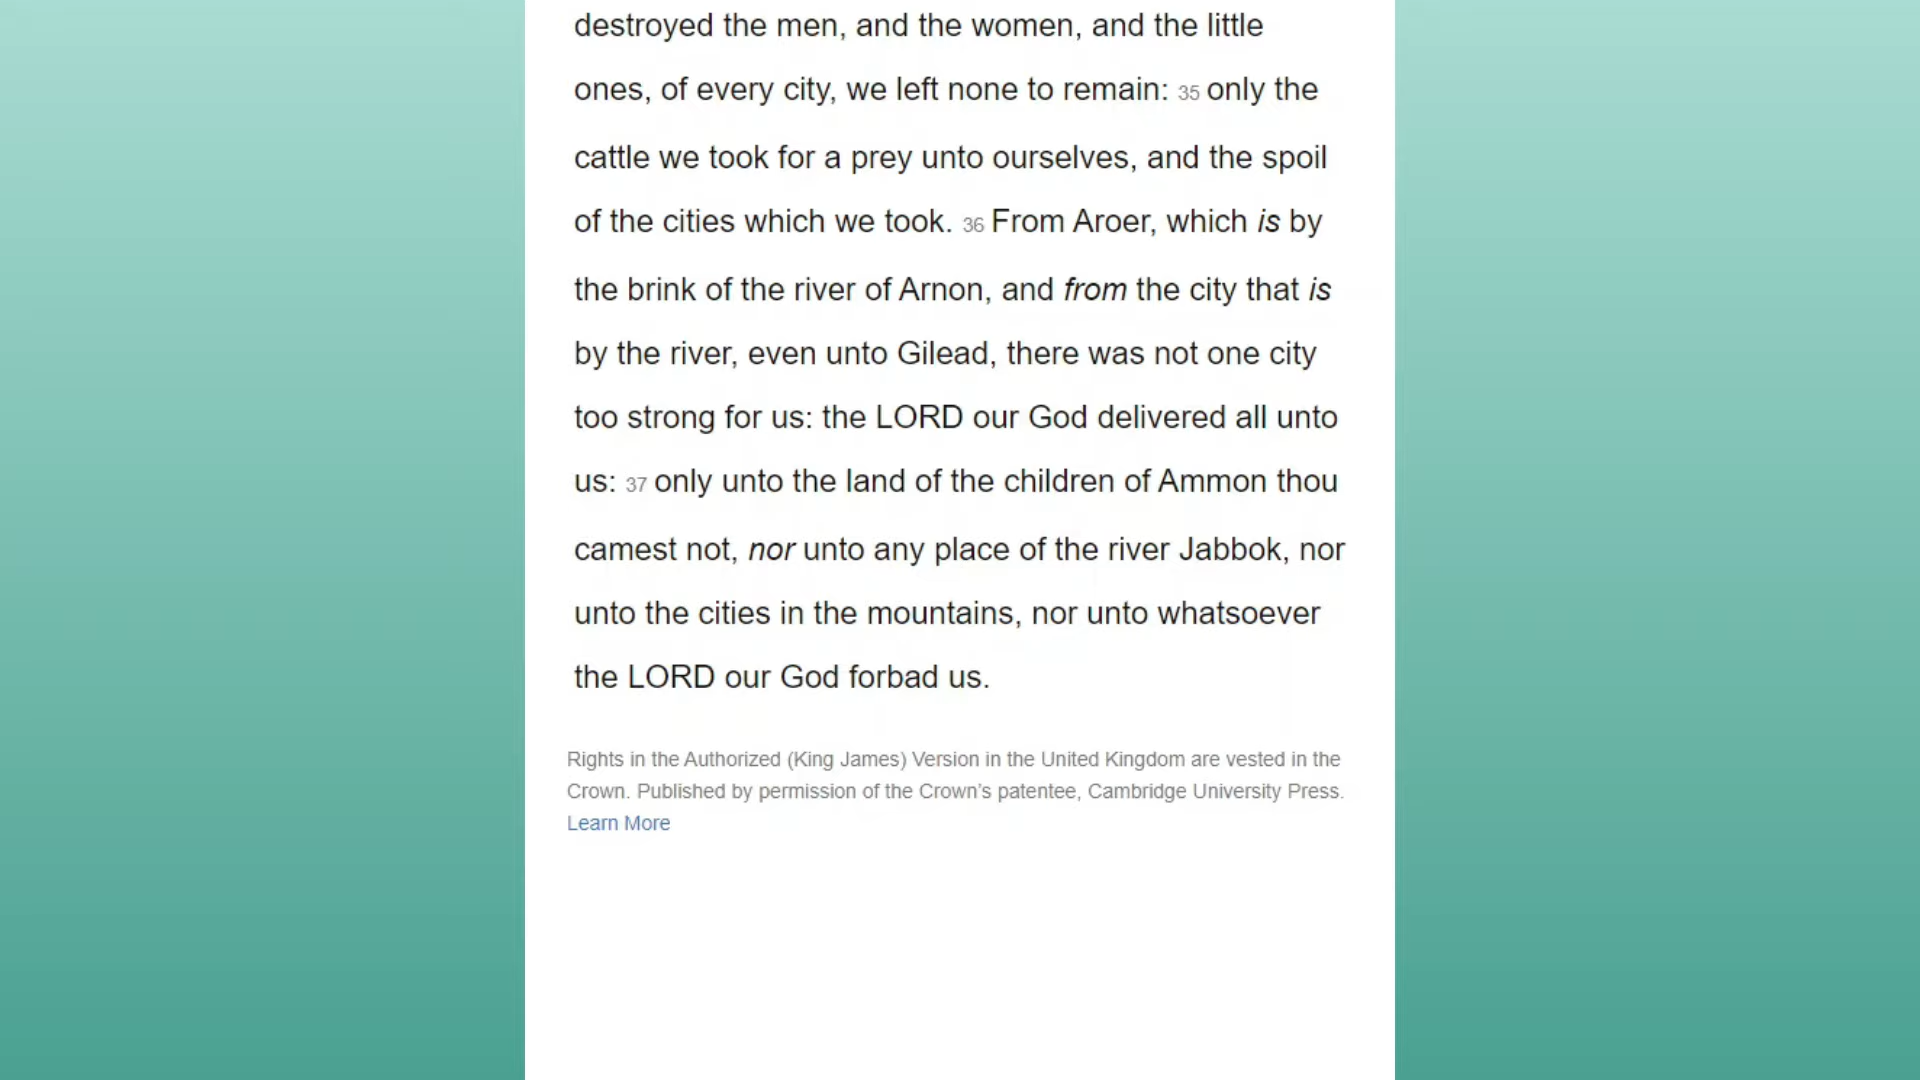 destroyed the men, and the women, and the little
ones, of every city, we left none to remain: 35 only the
cattle we took for a prey unto ourselves, and the spoil
of the cities which we took. 36 From Aroer, which is by
the brink of the river of Arnon, and from the city that is
by the river, even unto Gilead, there was not one city
too strong for us: the LORD our God delivered all unto
us: 37 only unto the land of the children of Ammon thou
camest not, nor unto any place of the river Jabbok, nor
unto the cities in the mountains, nor unto whatsoever
the LORD our God forbad us.
Rights in the Authorized (King James) Version in the United Kingdom are vested in the
Crown. Published by permission of the Crown’s patentee, Cambridge University Press.
Learn More